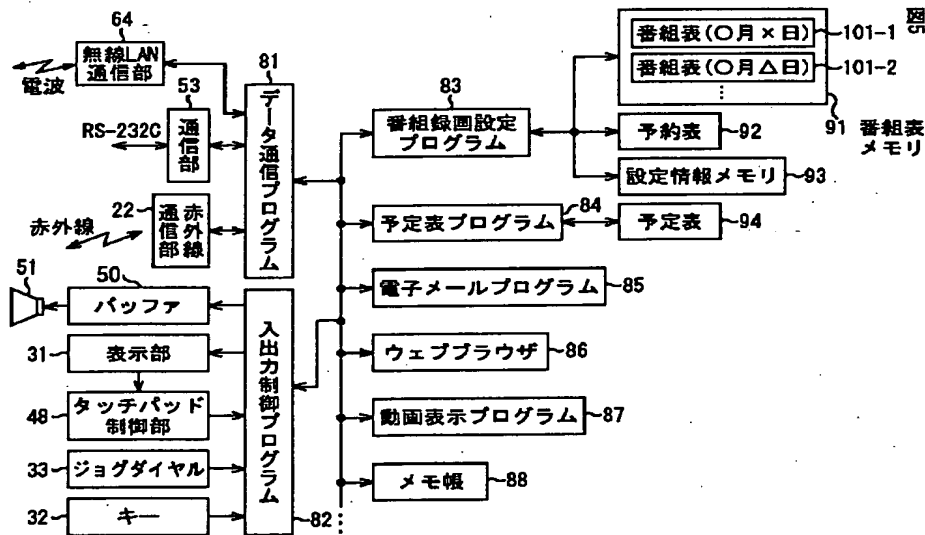 図5
64
無線LAN
通信部
電波
53
RS-232C
通信部
22
赤外線
赤外線
通信部
81
データ通信プログラム
51
50
バッファ
31
表示部
48
タッチパッド
制御部
33
ジョグダイヤル
32
キー
入出力制御プログラム
82
83
番組録画設定
プログラム
番組表(〇月×日)
101-1
番組表(〇月△日)
101-2
⋮
91 番組表
メモリ
予約表
92
設定情報メモリ
93
84
予定表プログラム
予定表
94
電子メールプログラム
85
ウェブブラウザ
86
動画表示プログラム
87
メモ帳
88
⋮